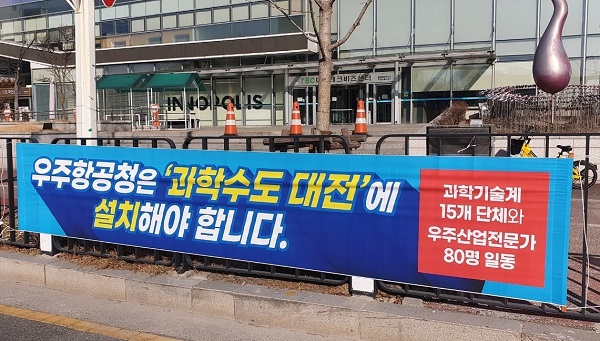 INNOPOLIS
우주항공청은 '과학수도 대전'에
설치해야 합니다.
과학기술계
15개 단체와
우주산업전문가
80명 일동